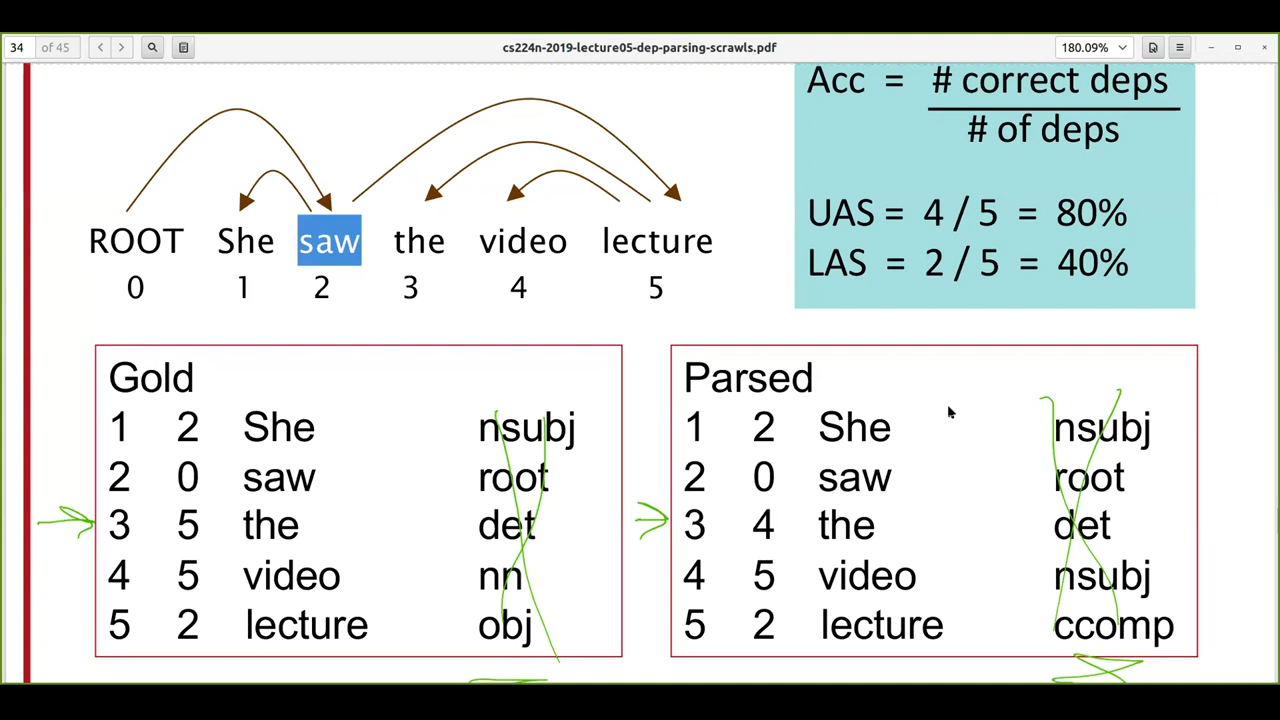 34 of 45 cs224n-2019-lecture05-dep-parsing-scrawls.pdf 180.09%
Acc = # correct deps
# of deps
UAS = 4 / 5 = 80%
LAS = 2 / 5 = 40%
ROOT She saw the video lecture
0 1 2 3 4 5
Gold
1 2 She nsubj
2 0 saw root
3 5 the det
4 5 video nn
5 2 lecture obj
Parsed
1 2 She nsubj
2 0 saw root
3 4 the det
4 5 video nsubj
5 2 lecture ccomp